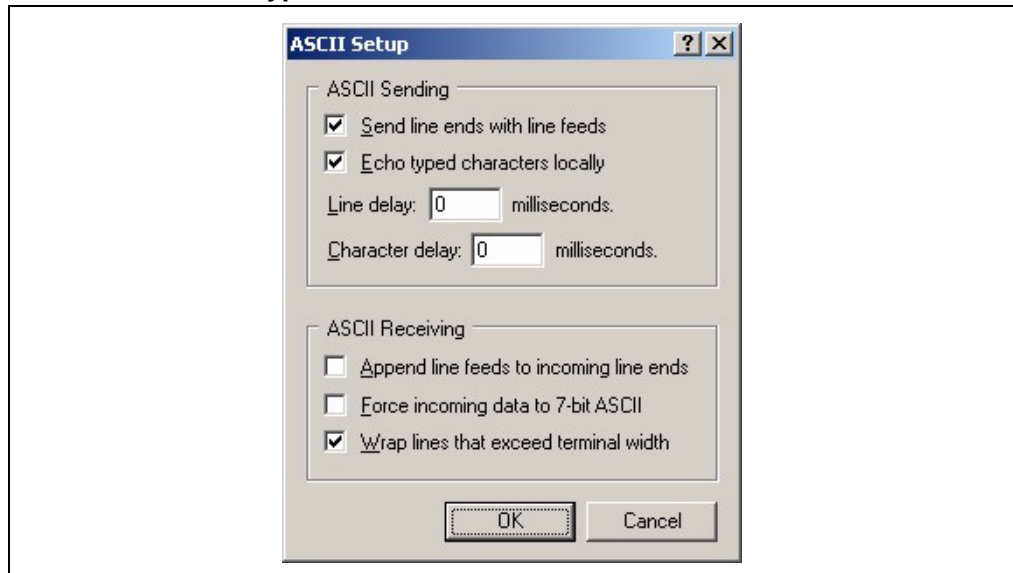 ASCII Setup
ASCII Sending
Send line ends with line feeds
Echo typed characters locally
Line delay: 0 milliseconds.
Character delay: 0 milliseconds.
ASCII Receiving
Append line feeds to incoming line ends
Force incoming data to 7-bit ASCII
Wrap lines that exceed terminal width
OK Cancel